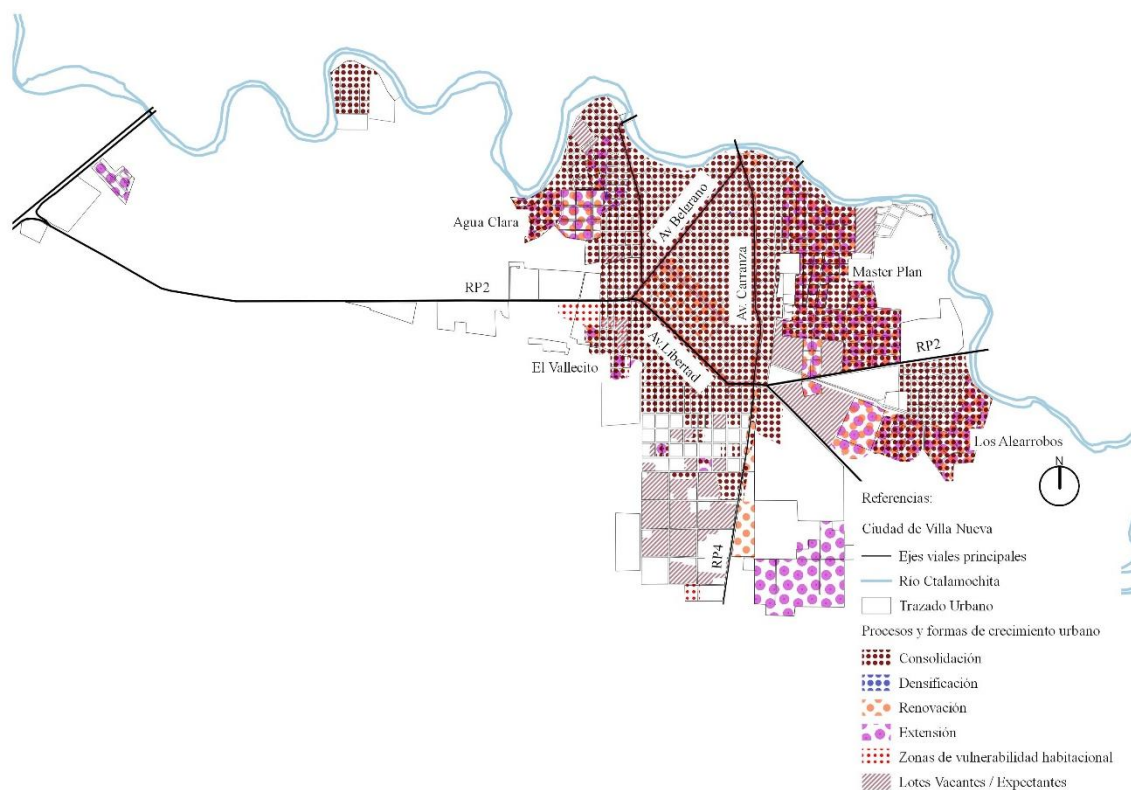 Agua Clara
Av Belgrano
Av. Carranza
Master Plan
RP2
RP2
El Vallecito
Av.Libertad
Los Algarrobos
N
RP4
Referencias:
Ciudad de Villa Nueva
Ejes viales principales
Río Ctalamochita
Trazado Urbano
Procesos y formas de crecimiento urbano
Consolidación
Densificación
Renovación
Extensión
Zonas de vulnerabilidad habitacional
Lotes Vacantes / Expectantes